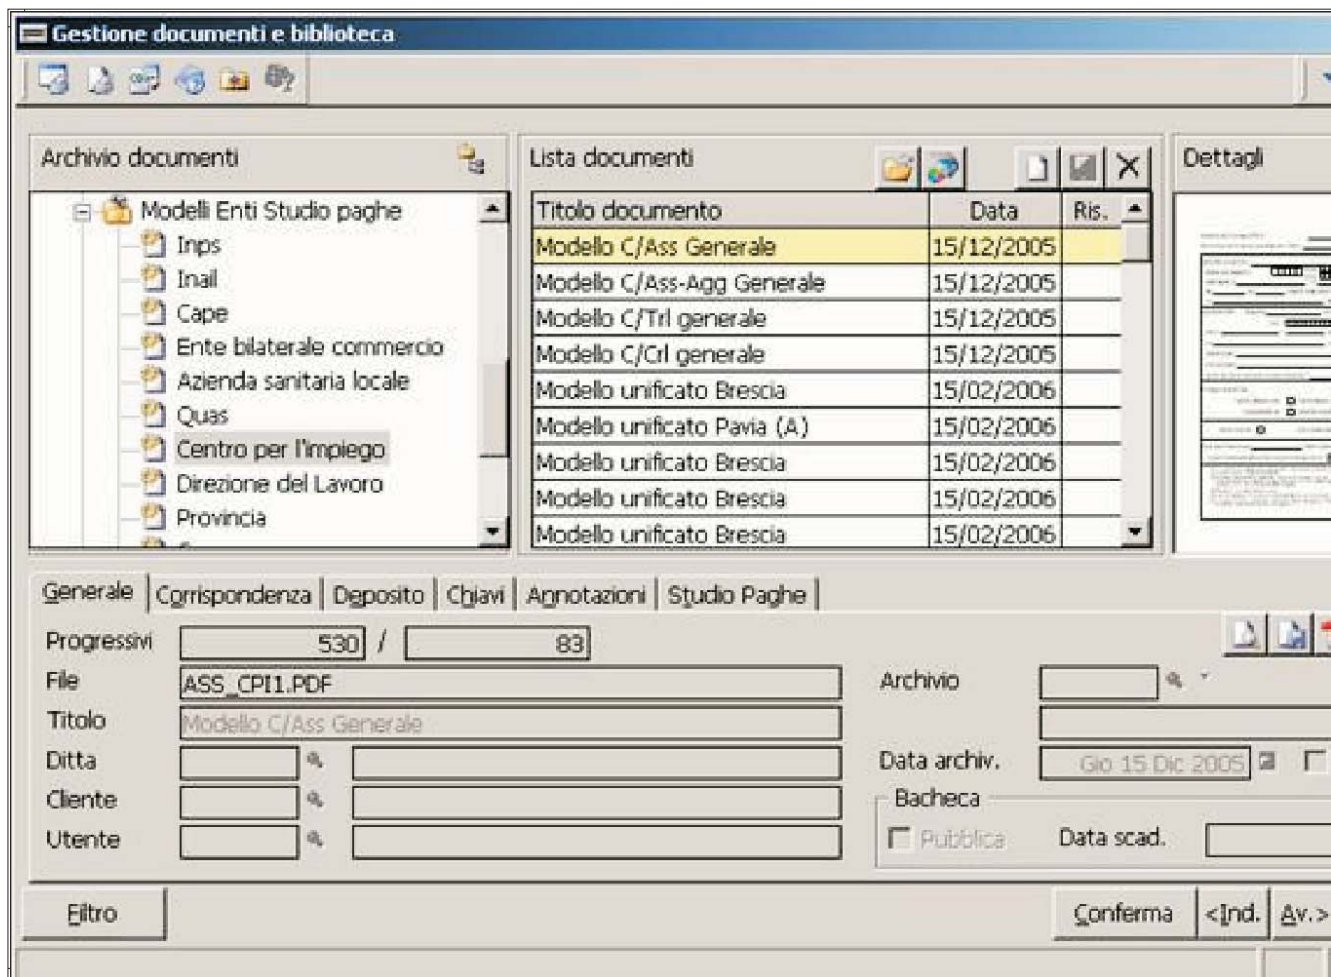 Gestione documenti e biblioteca
Archivio documenti
Modelli Enti Studio paghe
Inps
Inail
Cape
Ente bilaterale commercio
Azienda sanitaria locale
Quas
Centro per l'impiego
Direzione del Lavoro
Provincia
Lista documenti
Titolo documento Data Ris.
Modello C/Ass Generale 15/12/2005
Modello C/Ass-Agg Generale 15/12/2005
Modello C/Trl generale 15/12/2005
Modello C/Crl generale 15/12/2005
Modello unificato Brescia 15/02/2006
Modello unificato Pavia (A) 15/02/2006
Modello unificato Brescia 15/02/2006
Modello unificato Brescia 15/02/2006
Modello unificato Brescia 15/02/2006
Dettagli
Generale Corrispondenza Deposito Chiavi Annotazioni Studio Paghe
Progressivi 530 / 83
File ASS_CPI1.PDF
Titolo Modello C/Ass Generale
Ditta
Cliente
Utente
Archivio
Data archiv. Gio 15 Dic 2005
Bacheca
Pubblica Data scad.
Filtro Conferma <Ind. Av.>